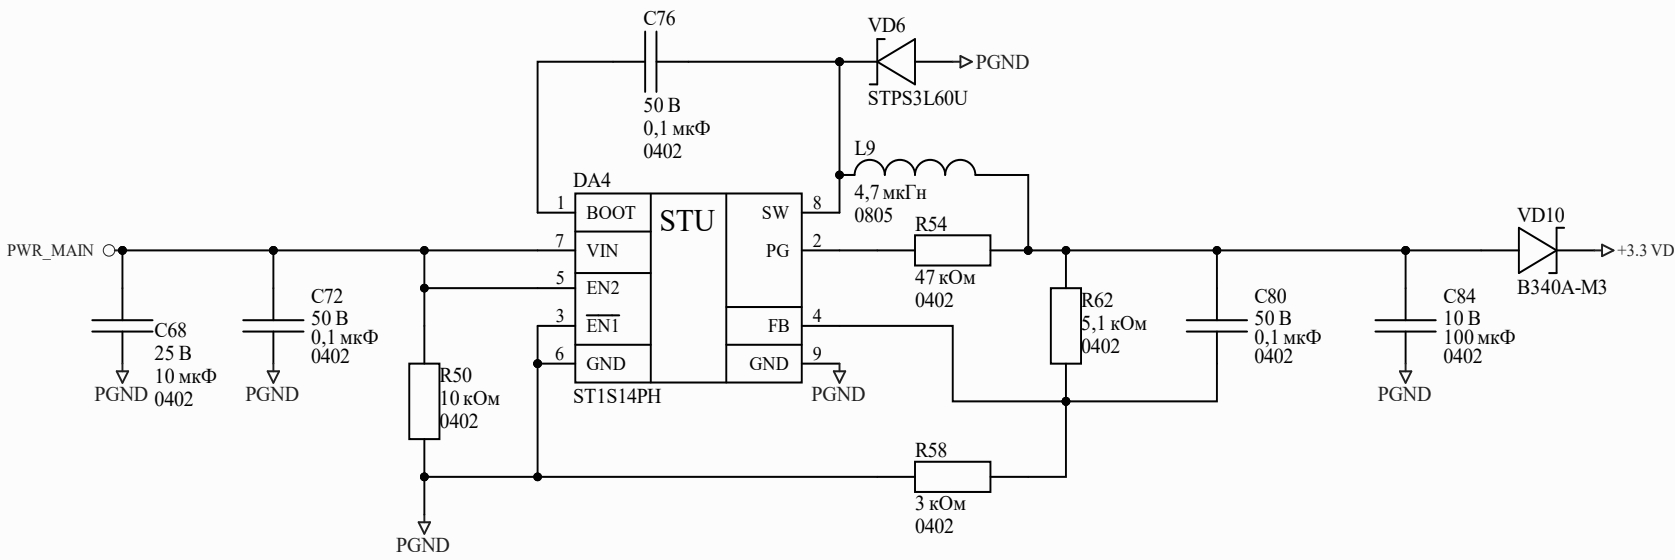 C76
50 В
0,1 мкФ
0402
VD6
PGND
STPS3L60U
L9
4,7 мкГн
0805
DA4
1
BOOT
STU
SW
8
PWR_MAIN
7
VIN
PG
2
R54
47 кОм
0402
VD10
+3.3 VD
B340A-M3
5
EN2
3
EN1
FB
4
6
GND
GND
9
ST1S14PH
PGND
C68
25 В
10 мкФ
0402
PGND
C72
50 В
0,1 мкФ
0402
PGND
R50
10 кОм
0402
R62
5,1 кОм
0402
C80
50 В
0,1 мкФ
0402
C84
10 В
100 мкФ
0402
PGND
R58
3 кОм
0402
PGND